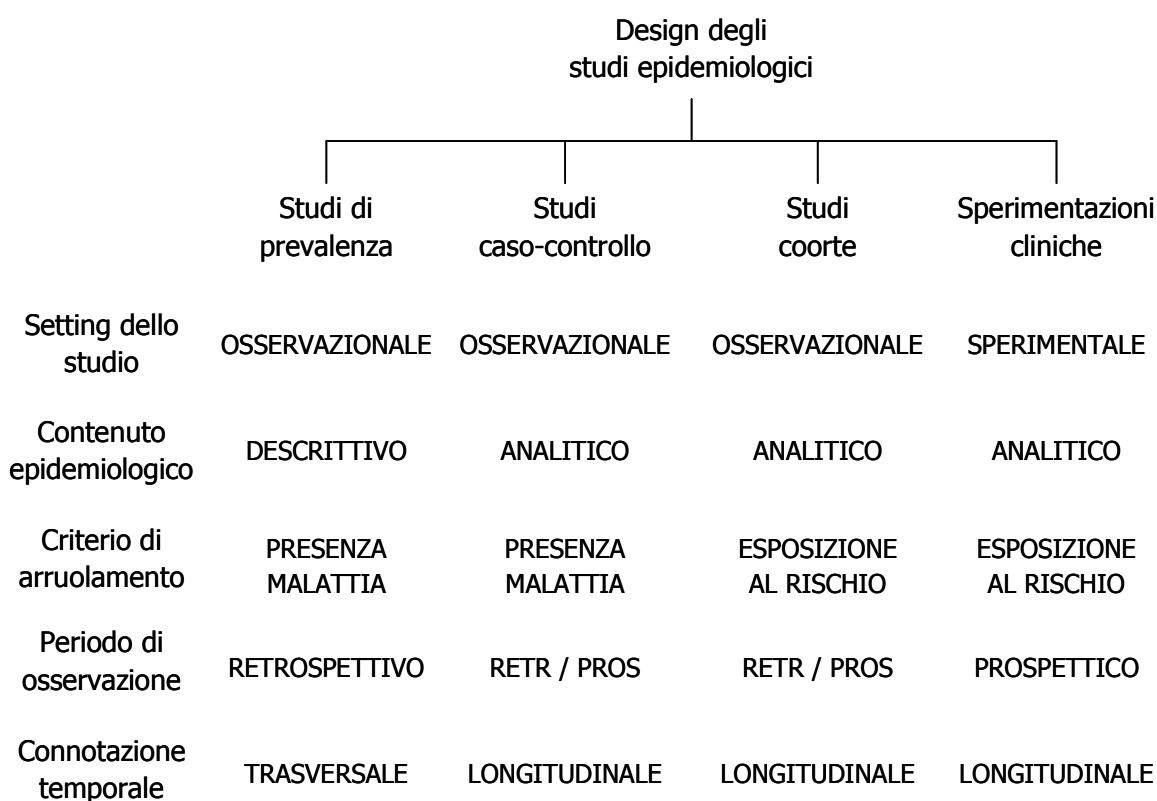 Design degli
studi epidemiologici
Studi di
prevalenza
Studi
caso-controllo
Studi
coorte
Sperimentazioni
cliniche
Setting dello
studio
OSSERVAZIONALE
OSSERVAZIONALE
OSSERVAZIONALE
SPERIMENTALE
Contenuto
epidemiologico
DESCRITTIVO
ANALITICO
ANALITICO
ANALITICO
Criterio di
arruolamento
PRESENZA
MALATTIA
PRESENZA
MALATTIA
ESPOSIZIONE
AL RISCHIO
ESPOSIZIONE
AL RISCHIO
Periodo di
osservazione
RETROSPETTIVO
RETR / PROS
RETR / PROS
PROSPETTICO
Connotazione
temporale
TRASVERSALE
LONGITUDINALE
LONGITUDINALE
LONGITUDINALE